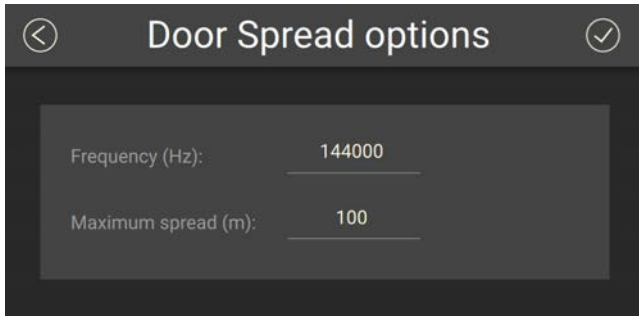 Door Spread options
Frequency (Hz): 144000
Maximum spread (m): 100